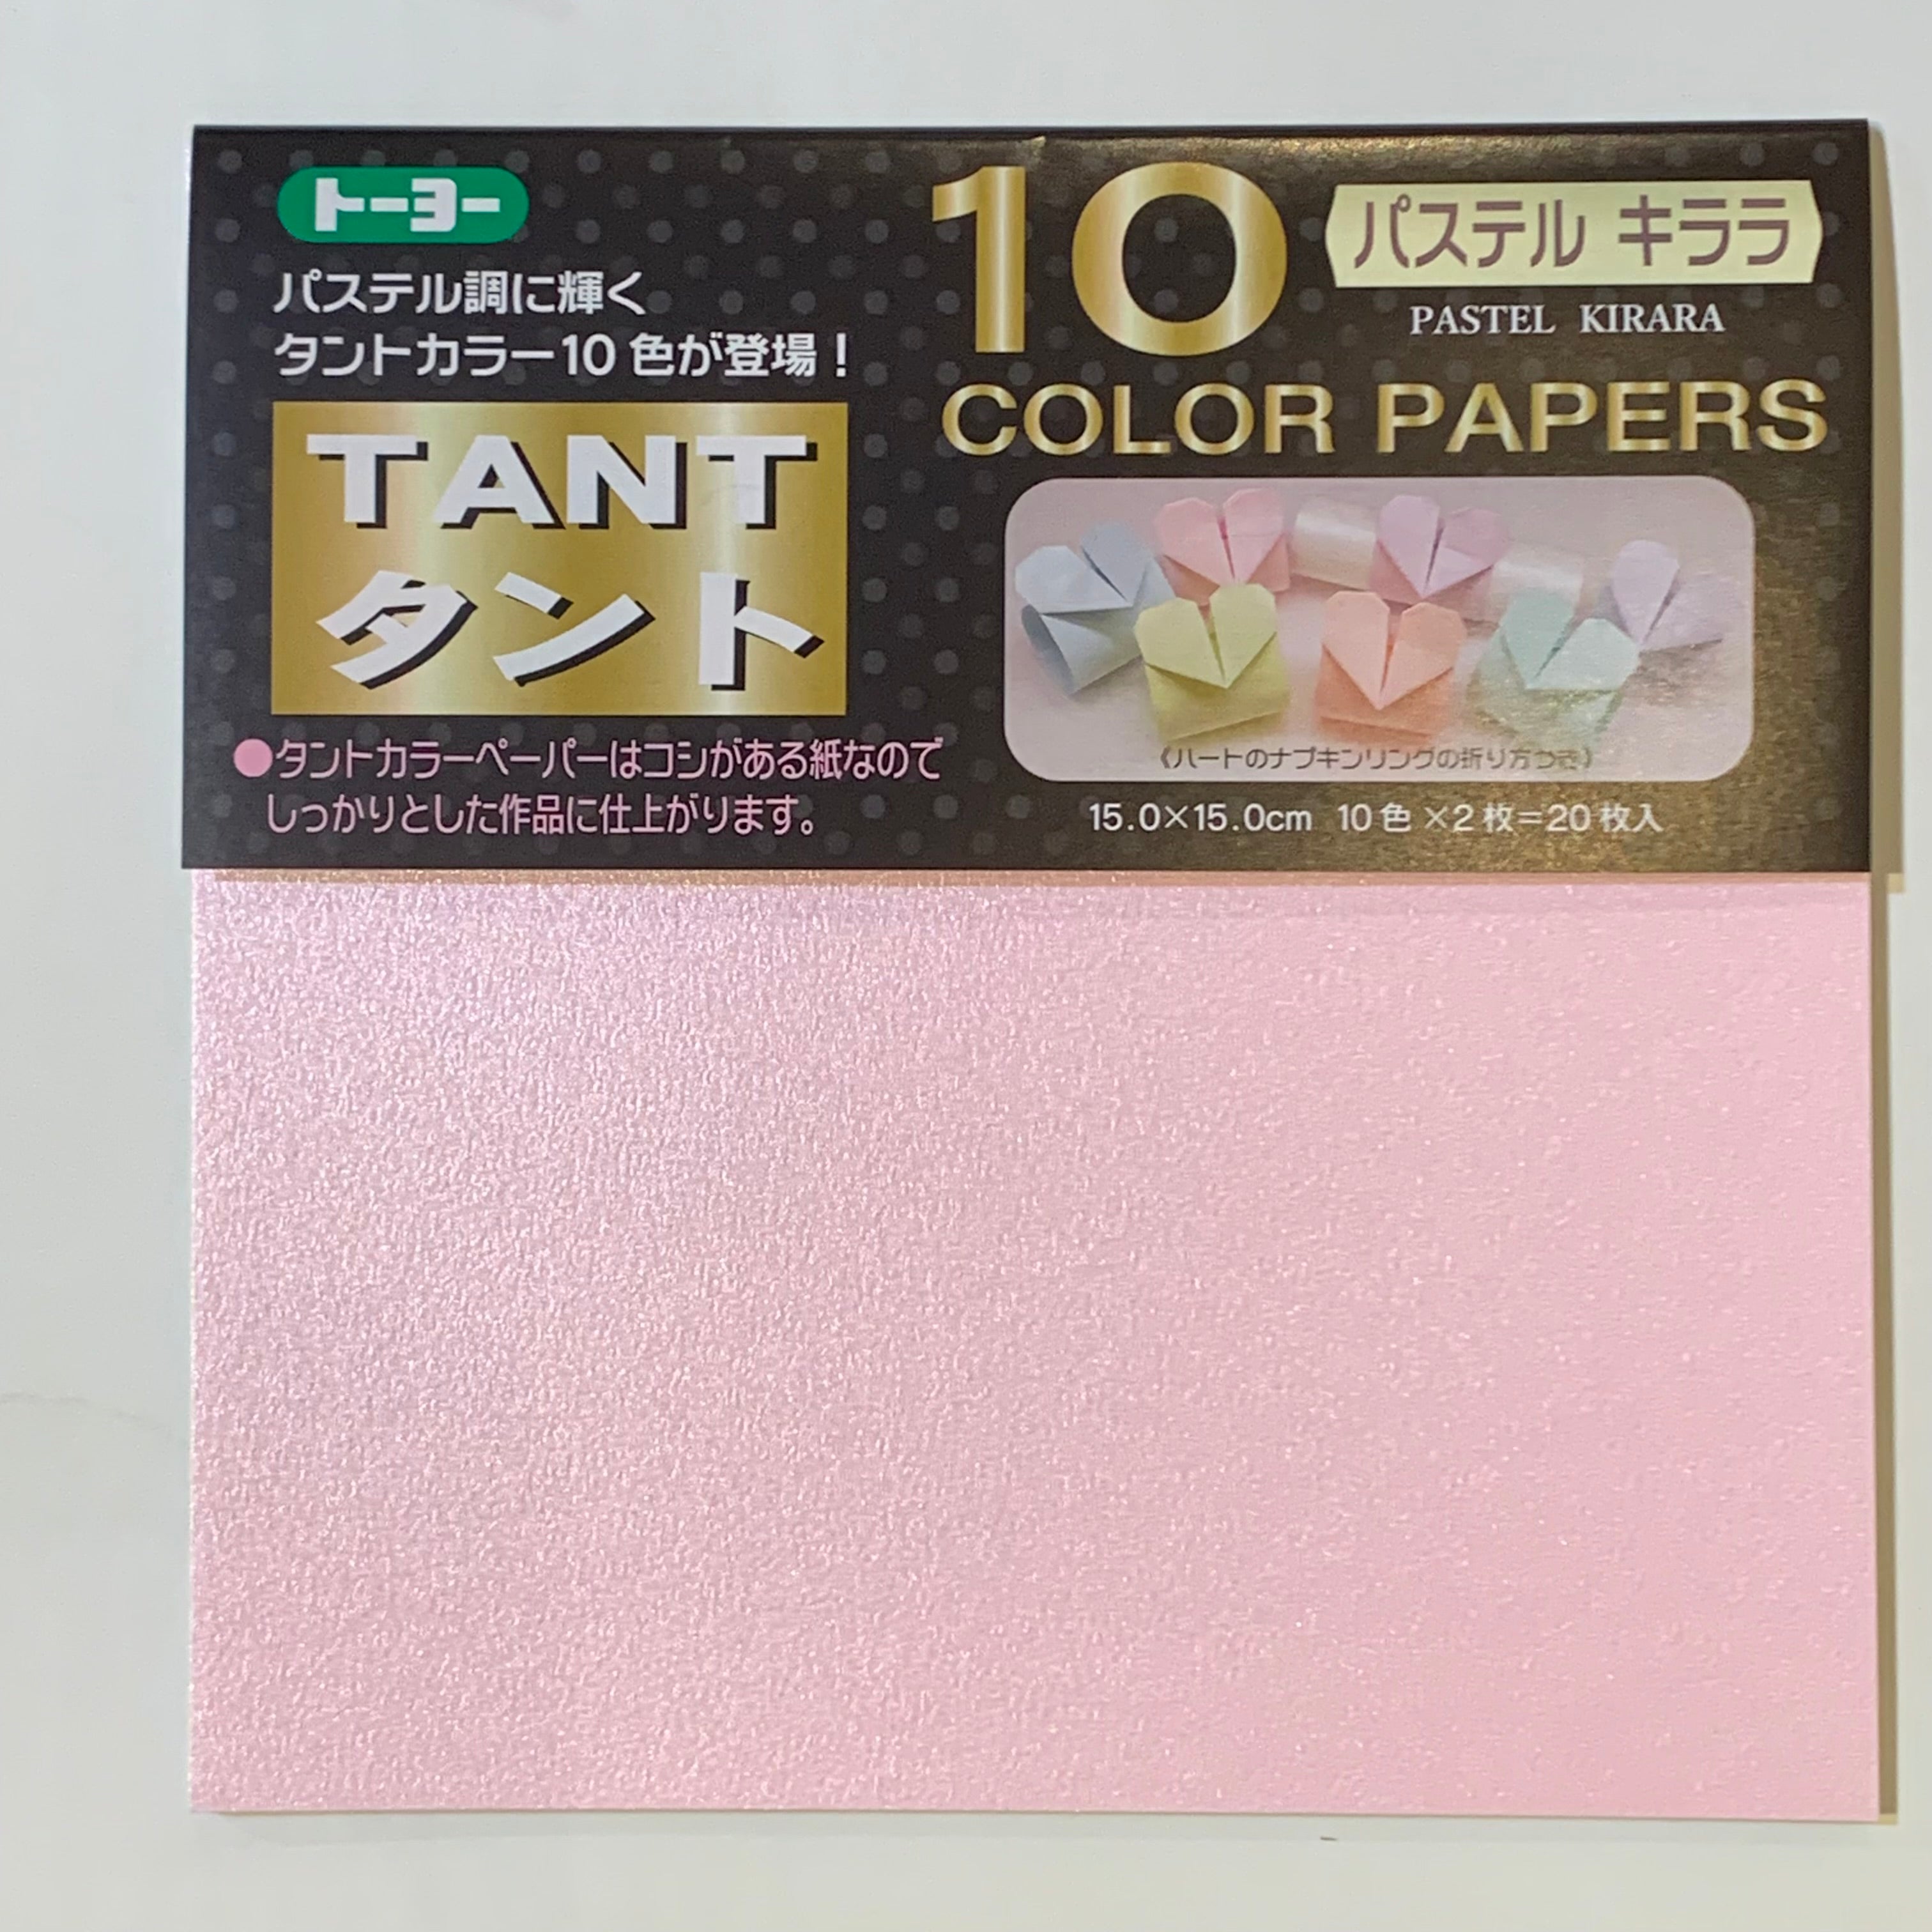 トーヨー
パステル調に輝く
タントカラー10色が登場！
TANT
タント
●タントカラーペーパーはコシがある紙なので
しっかりとした作品に仕上がります。
10
パステル キララ
PASTEL KIRARA
COLOR PAPERS
《ハートのナプキンリングの折り方つき》
15.0×15.0cm 10色×2枚=20枚入